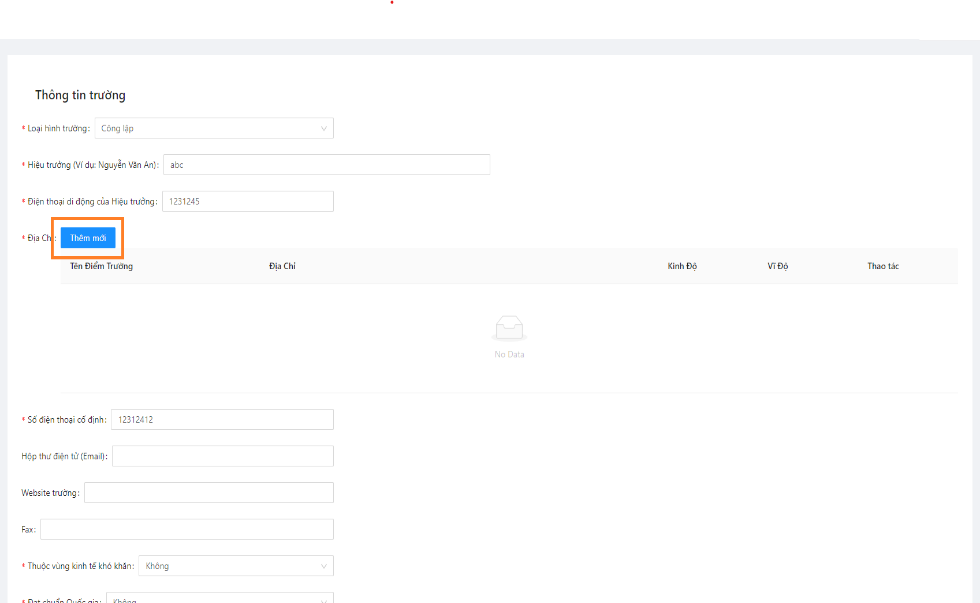 Thông tin trường
* Loại hình trường: Công lập
* Hiệu trưởng (Ví dụ: Nguyễn Văn An): abc
* Điện thoại di động của Hiệu trưởng: 1231245
* Địa Chỉ: Thêm mới
Tên Điểm Trường Địa Chỉ Kinh Độ Vĩ Độ Thao tác
No Data
* Số điện thoại cố định: 12312412
Hộp thư điện tử (Email):
Website trường:
Fax:
* Thuộc vùng kinh tế khó khăn: Không
* Đạt chuẩn Quốc gia: Không